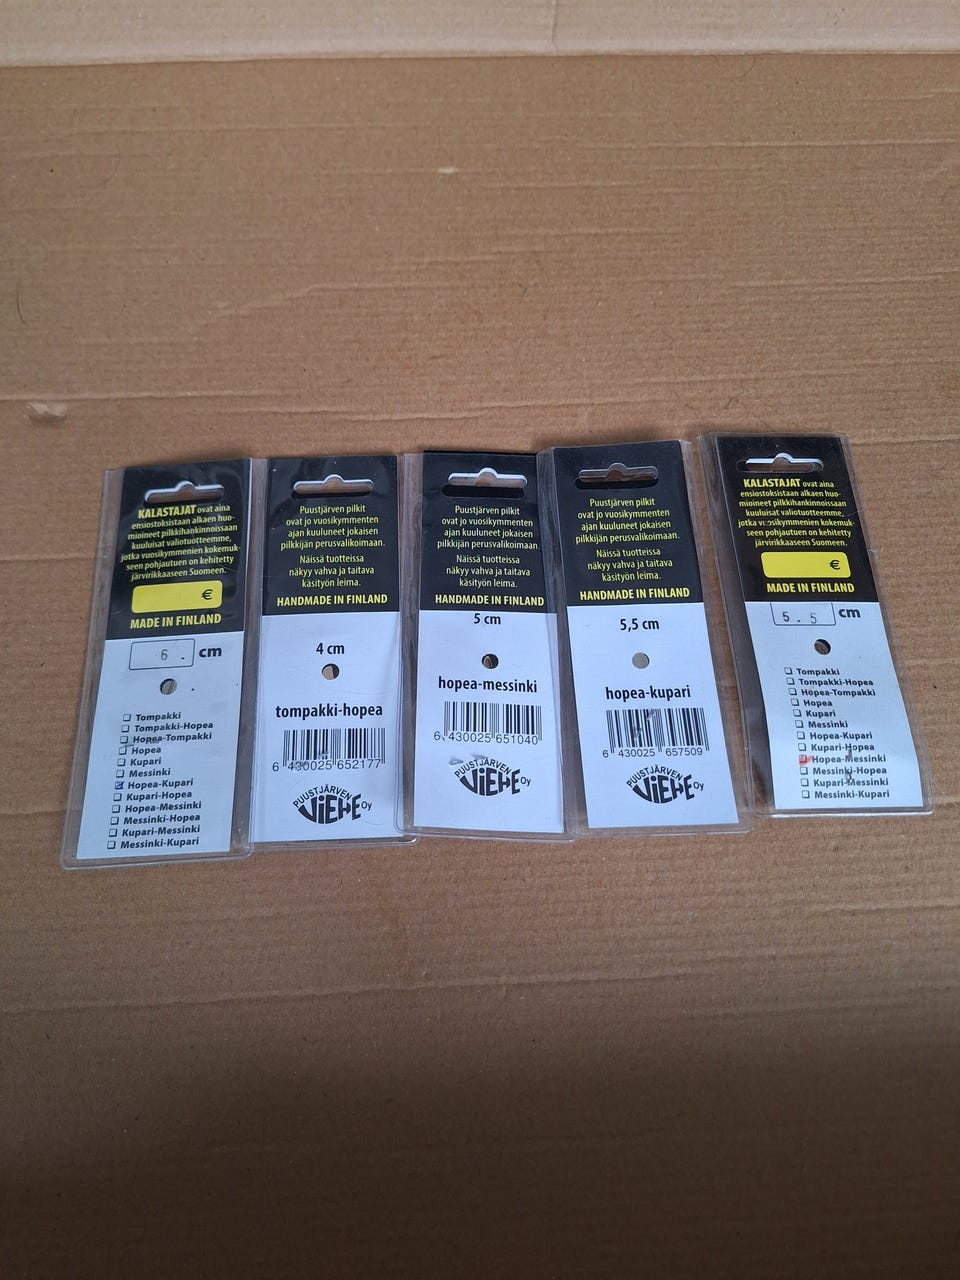 KALASTAJAT ovat aina
ensiostoksistaan alkaen huo-
mioineet pilkkihankinnoissaan
kuuluisat valiotuotteemme,
jotka vuosikymmenien kokemuk-
seen pohjautuen on kehitetty
järvirikkaaseen Suomeen.
€
MADE IN FINLAND
6 . cm
Tompakki
Tompakki-Hopea
Hopea-Tompakki
Hopea
Kupari
Messinki
Hopea-Kupari
Kupari-Hopea
Hopea-Messinki
Messinki-Hopea
Kupari-Messinki
Messinki-Kupari
Puustjärven pilkit
ovat jo vuosikymmenten
ajan kuuluneet jokaisen
pilkkijän perusvalikoimaan.
Näissä tuotteissa
näkyy vahva ja taitava
käsityön leima.
HANDMADE IN FINLAND
4 cm
tompakki-hopea
6 430025 652177
PUUSTJÄRVEN
VIEHE Oy
Puustjärven pilkit
ovat jo vuosikymmenten
ajan kuuluneet jokaisen
pilkkijän perusvalikoimaan.
Näissä tuotteissa
näkyy vahva ja taitava
käsityön leima.
HANDMADE IN FINLAND
5 cm
hopea-messinki
6 430025 651040
PUUSTJÄRVEN
VIEHE Oy
Puustjärven pilkit
ovat jo vuosikymmenten
ajan kuuluneet jokaisen
pilkkijän perusvalikoimaan.
Näissä tuotteissa
näkyy vahva ja taitava
käsityön leima.
HANDMADE IN FINLAND
5,5 cm
hopea-kupari
6 430025 657509
PUUSTJÄRVEN
VIEHE Oy
KALASTAJAT ovat aina
ensiostoksistaan alkaen huo-
mioineet pilkkihankinnoissaan
kuuluisat valiotuotteemme,
jotka vuosikymmenien kokemuk-
seen pohjautuen on kehitetty
järvirikkaaseen Suomeen.
€
MADE IN FINLAND
5 . 5 cm
Tompakki
Tompakki-Hopea
Hopea-Tompakki
Hopea
Kupari
Messinki
Hopea-Kupari
Kupari-Hopea
Hopea-Messinki
Messinki-Hopea
Kupari-Messinki
Messinki-Kupari